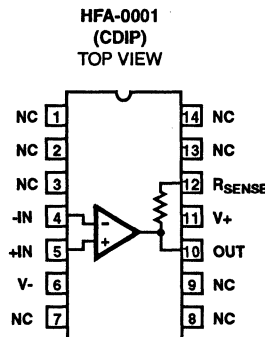 HFA-0001
(CDIP)
TOP VIEW
NC 1 14 NC
NC 2 13 NC
NC 3 12 RSENSE
-IN 4 - 11 V+
+IN 5 + 10 OUT
V- 6 9 NC
NC 7 8 NC